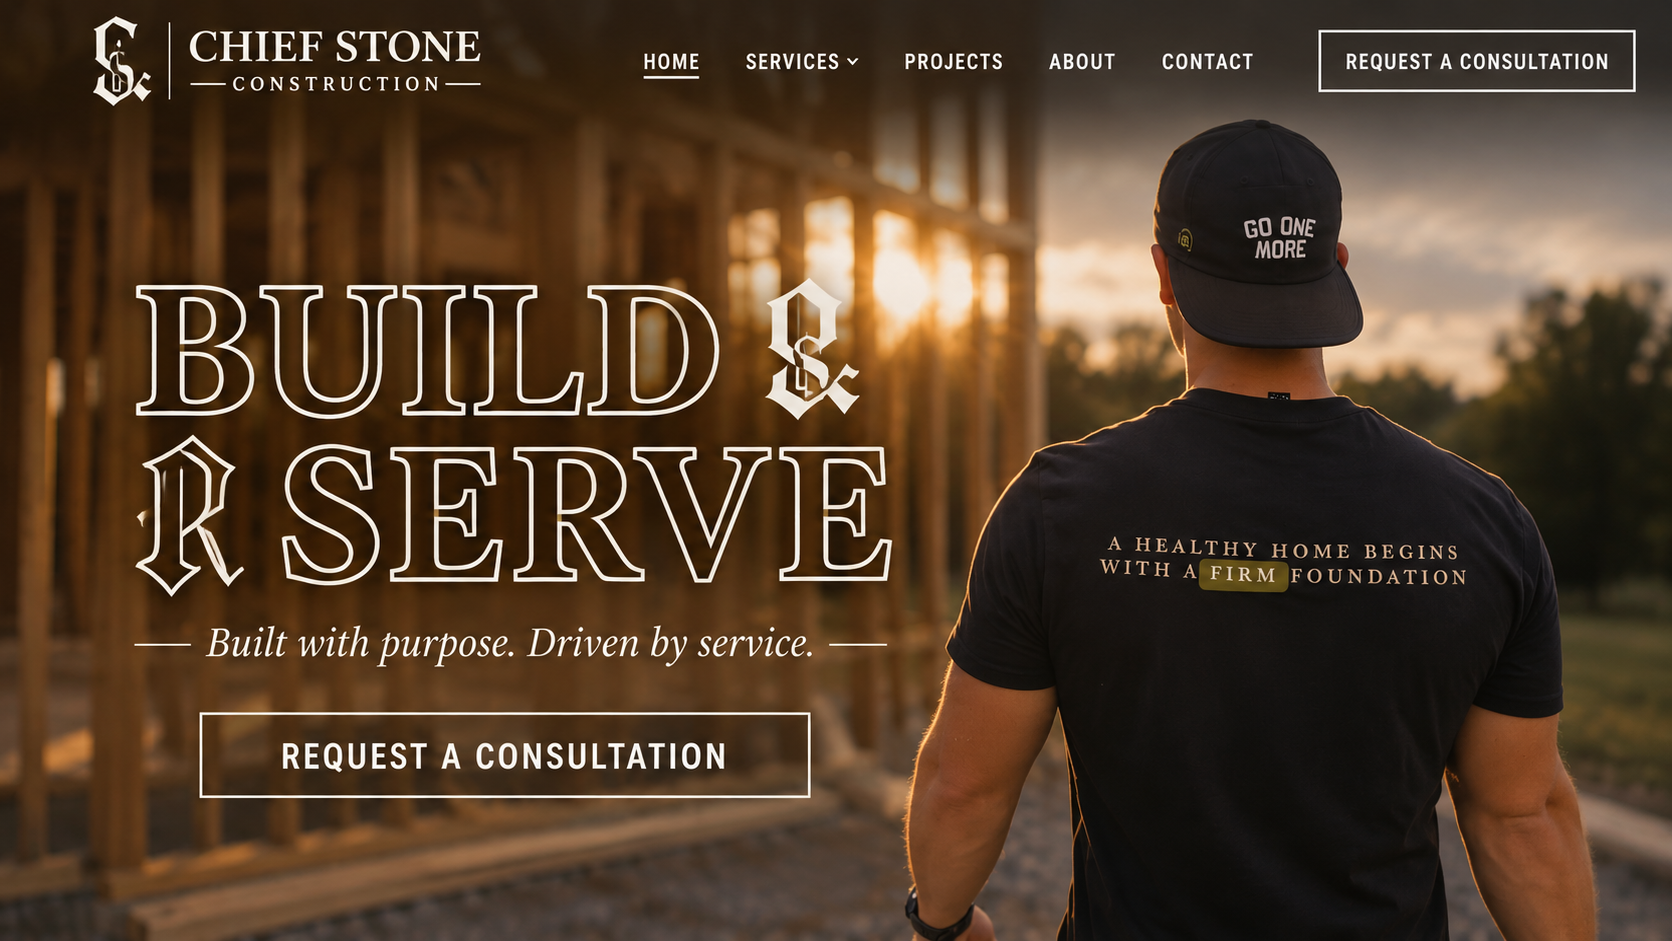 CHIEF STONE
CONSTRUCTION
HOME
SERVICES
PROJECTS
ABOUT
CONTACT
REQUEST A CONSULTATION
GO ONE
MORE
BUILD &
R SERVE
A HEALTHY HOME BEGINS
WITH A FIRM FOUNDATION
Built with purpose. Driven by service.
REQUEST A CONSULTATION